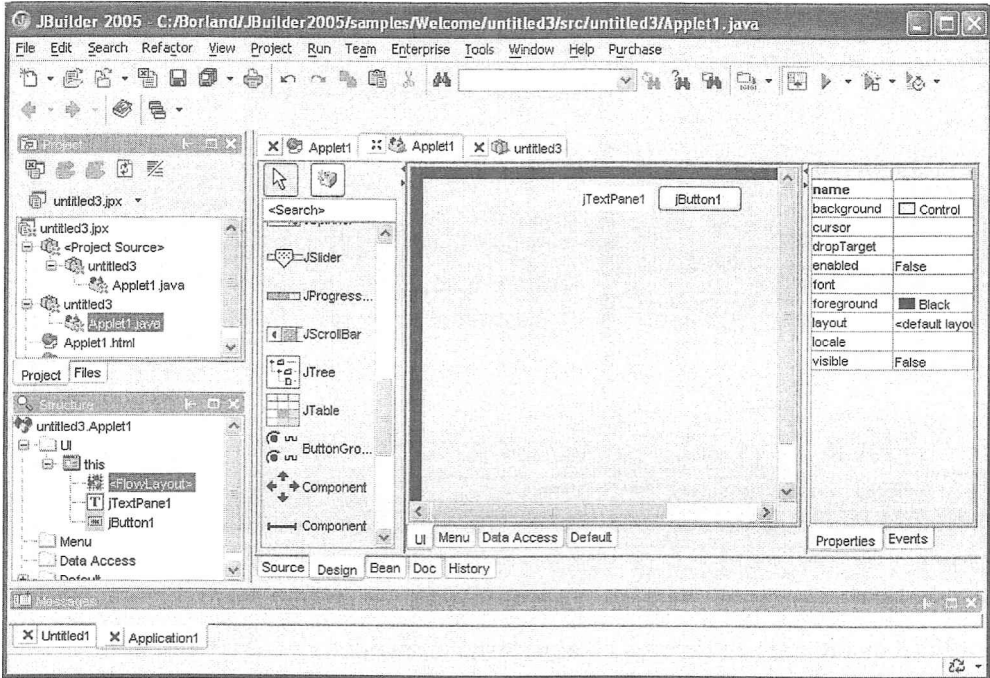 JBuilder 2005 - C:/Borland/JBuilder2005/samples/Welcome/untitled3/src/untitled3/Applet1.java
File Edit Search Refactor View Project Run Team Enterprise Tools Window Help Purchase
Project
untitled3.jpx
untitled3.jpx
<Project Source>
untitled3
Applet1.java
untitled3
Applet1.java
Applet1.html
Project Files
Structure
untitled3.Applet1
UI
this
<FlowLayout>
jTextPane1
jButton1
Menu
Data Access
Default
Applet1 Applet1 untitled3
<Search>
JSlider
JProgress...
JScrollBar
JTree
JTable
ButtonGro...
Component
Component
jTextPane1 jButton1
UI Menu Data Access Default
Source Design Bean Doc History
name
background Control
cursor
dropTarget
enabled False
font
foreground Black
layout <default layou
locale
visible False
Properties Events
Messages
Untitled1 Application1